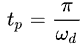 t_p = π / ω_d